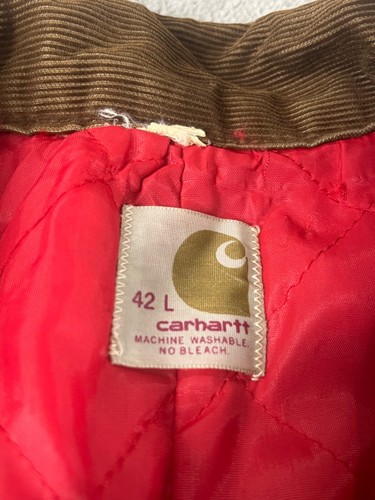 42 L
carhartt
MACHINE WASHABLE.
NO BLEACH.